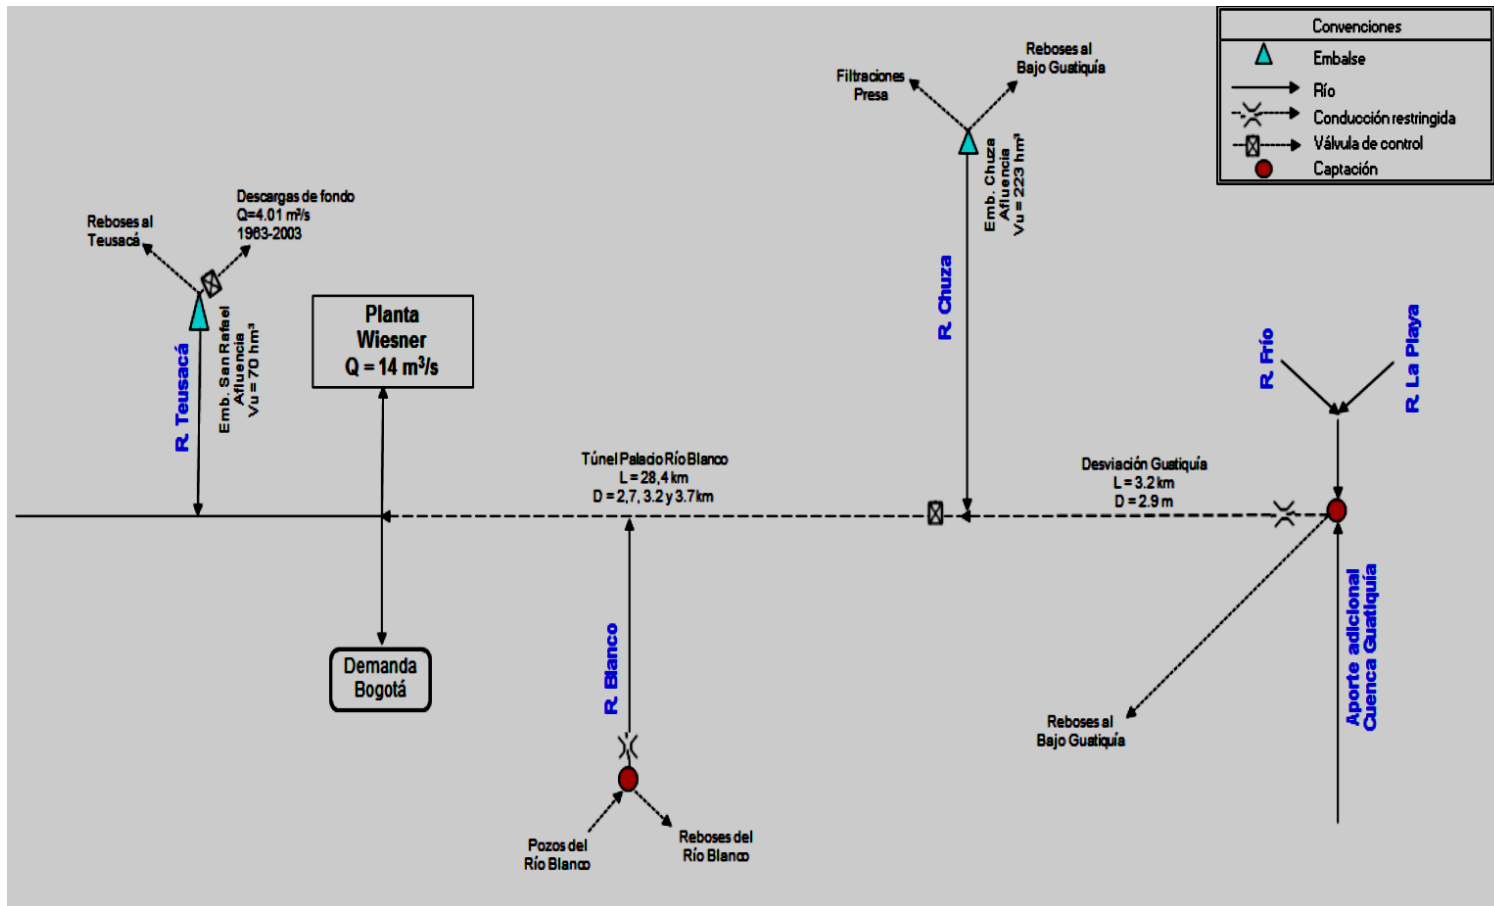 Convenciones
Embalse
Río
Conducción restringida
Válvula de control
Captación
Reboses al
Bajo Guatiquía
Filtraciones
Presa
Emb. Chuza
Afluencia
Vu = 223 hm³
R. Chuza
Descargas de fondo
Q=4.01 m³/s
1963-2003
Reboses al
Teusacá
Emb. San Rafael
Afluencia
Vu = 70 hm³
R. Teusacá
Planta
Wiesner
Q = 14 m³/s
R. Frío
R. La Playa
Túnel Palacio Río Blanco
L = 28,4 km
D = 2,7, 3.2 y 3.7km
Desviación Guatiquía
L = 3.2 km
D = 2.9 m
Demanda
Bogotá
R. Blanco
Aporte adicional
Cuenca Guatiquía
Reboses al
Bajo Guatiquía
Pozos del
Río Blanco
Reboses del
Río Blanco